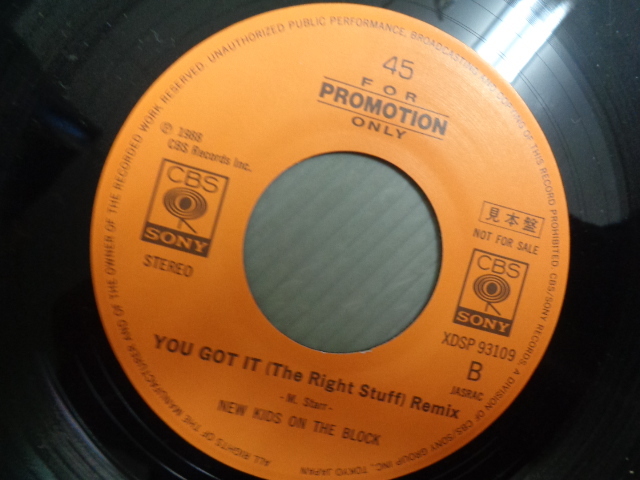 ALL RIGHTS OF THE MANUFACTURER AND OF THE OWNER OF THE RECORDED WORK RESERVED. UNAUTHORIZED PUBLIC PERFORMANCE, BROADCASTING AND OF THIS RECORD PROHIBITED. CBS/SONY RECORDS, A DIVISION OF CBS/SONY GROUP INC. TOKYO JAPAN
45
FOR
PROMOTION
ONLY
℗ 1988
CBS Records Inc.
CBS
SONY
STEREO
見本盤
NOT FOR SALE
CBS
SONY
XDSP 93109
B
JASRAC
YOU GOT IT (The Right Stuff) Remix
- M. Starr -
NEW KIDS ON THE BLOCK